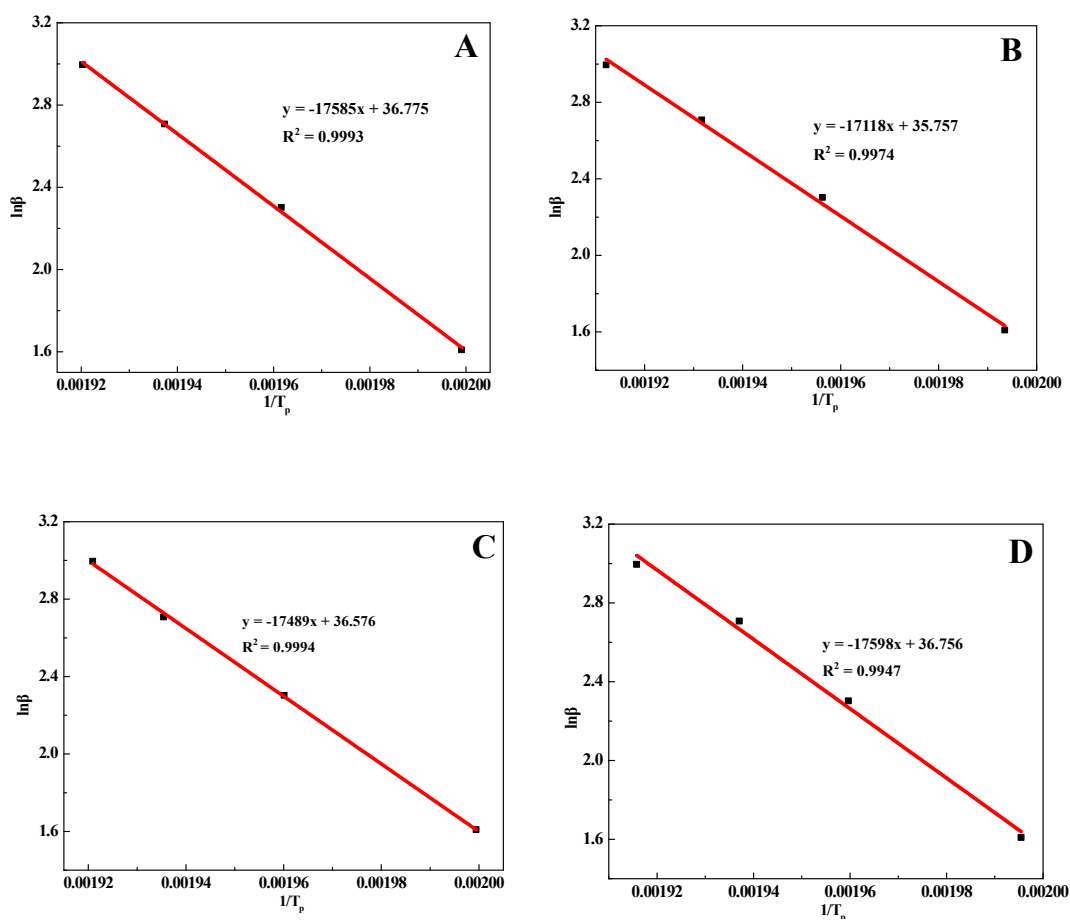 A
3.2
2.8
2.4
2.0
1.6
lnβ
y = -17585x + 36.775
R² = 0.9993
0.00192 0.00194 0.00196 0.00198 0.00200
1/Tₚ
B
3.2
2.8
2.4
2.0
1.6
lnβ
y = -17118x + 35.757
R² = 0.9974
0.00192 0.00194 0.00196 0.00198 0.00200
1/Tₚ
C
3.2
2.8
2.4
2.0
1.6
lnβ
y = -17489x + 36.576
R² = 0.9994
0.00192 0.00194 0.00196 0.00198 0.00200
1/Tₚ
D
3.2
2.8
2.4
2.0
1.6
lnβ
y = -17598x + 36.756
R² = 0.9947
0.00192 0.00194 0.00196 0.00198 0.00200
1/Tₚ